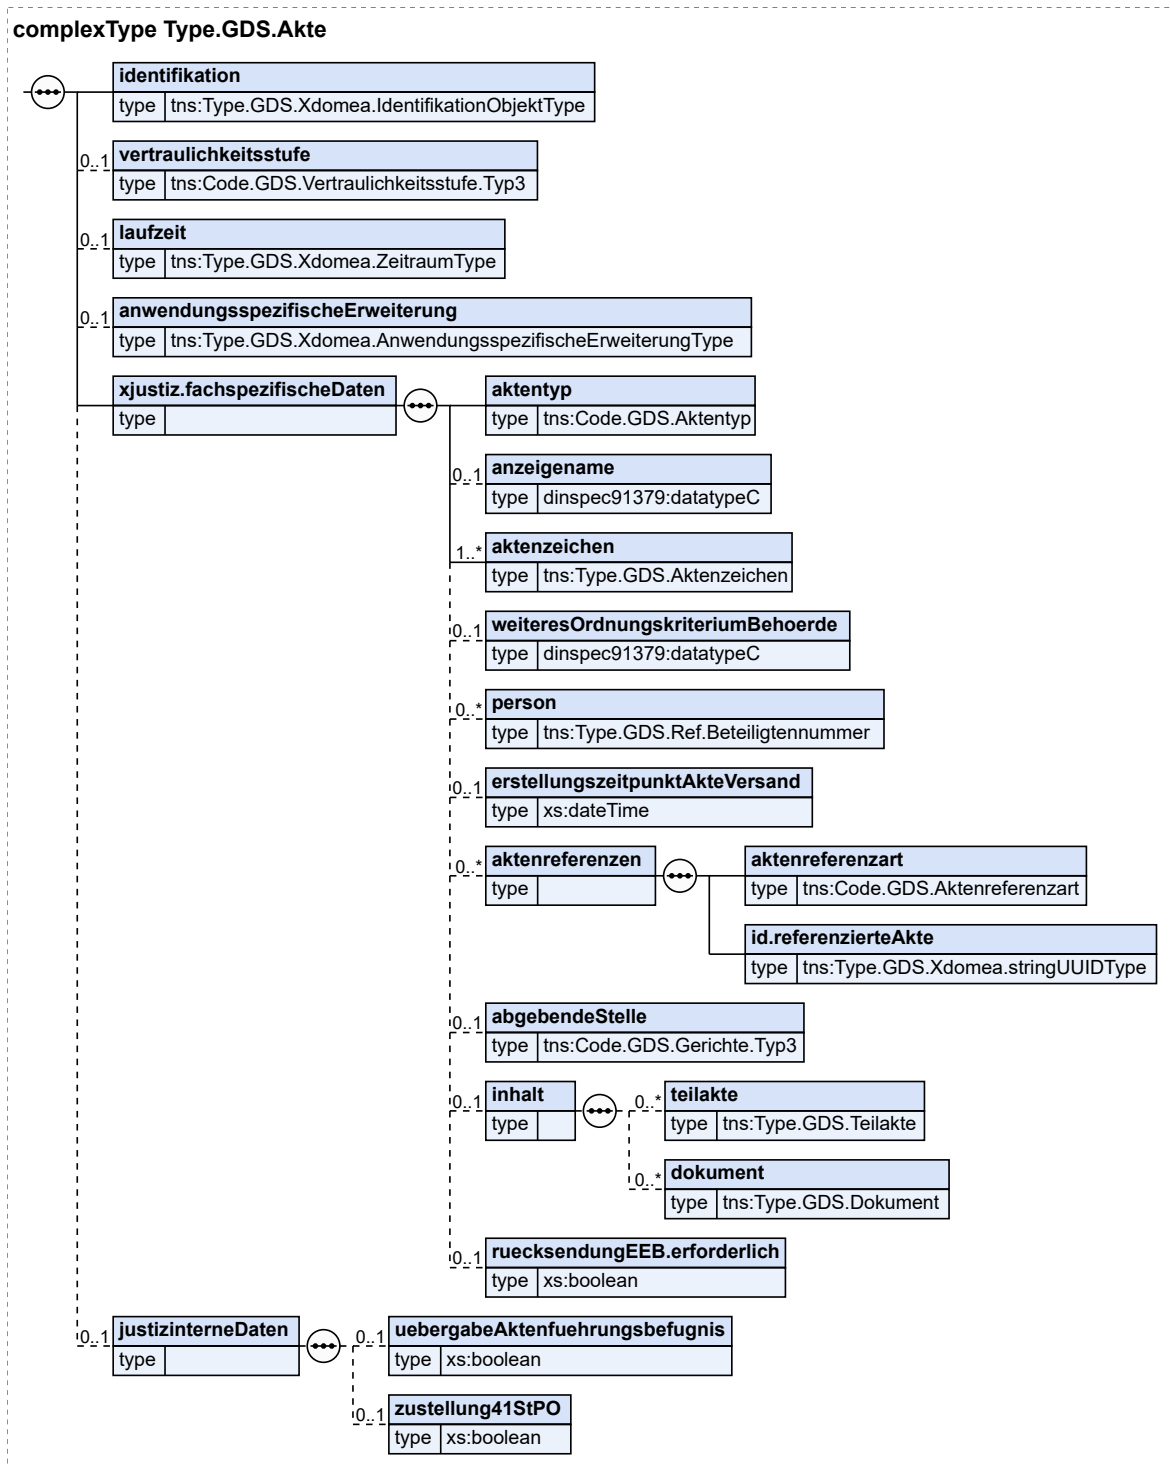 complexType Type.GDS.Akte
identifikation
type tns:Type.GDS.Xdomea.IdentifikationObjektType
0..1 vertraulichkeitsstufe
type tns:Code.GDS.Vertraulichkeitsstufe.Typ3
0..1 laufzeit
type tns:Type.GDS.Xdomea.ZeitraumType
0..1 anwendungsspezifischeErweiterung
type tns:Type.GDS.Xdomea.AnwendungsspezifischeErweiterungType
xjustiz.fachspezifischeDaten
type
aktentyp
type tns:Code.GDS.Aktentyp
0..1 anzeigename
type dinspec91379:datatypeC
1..* aktenzeichen
type tns:Type.GDS.Aktenzeichen
0..1 weiteresOrdnungskriteriumBehoerde
type dinspec91379:datatypeC
0..* person
type tns:Type.GDS.Ref.Beteiligtennummer
0..1 erstellungszeitpunktAkteVersand
type xs:dateTime
0..* aktenreferenzen
type
aktenreferenzart
type tns:Code.GDS.Aktenreferenzart
id.referenzierteAkte
type tns:Type.GDS.Xdomea.stringUUIDType
0..1 abgebendeStelle
type tns:Code.GDS.Gerichte.Typ3
0..1 inhalt
type
0..* teilakte
type tns:Type.GDS.Teilakte
0..* dokument
type tns:Type.GDS.Dokument
0..1 ruecksendungEEB.erforderlich
type xs:boolean
0..1 justizinterneDaten
type
0..1 uebergabeAktenfuehrungsbefugnis
type xs:boolean
0..1 zustellung41StPO
type xs:boolean